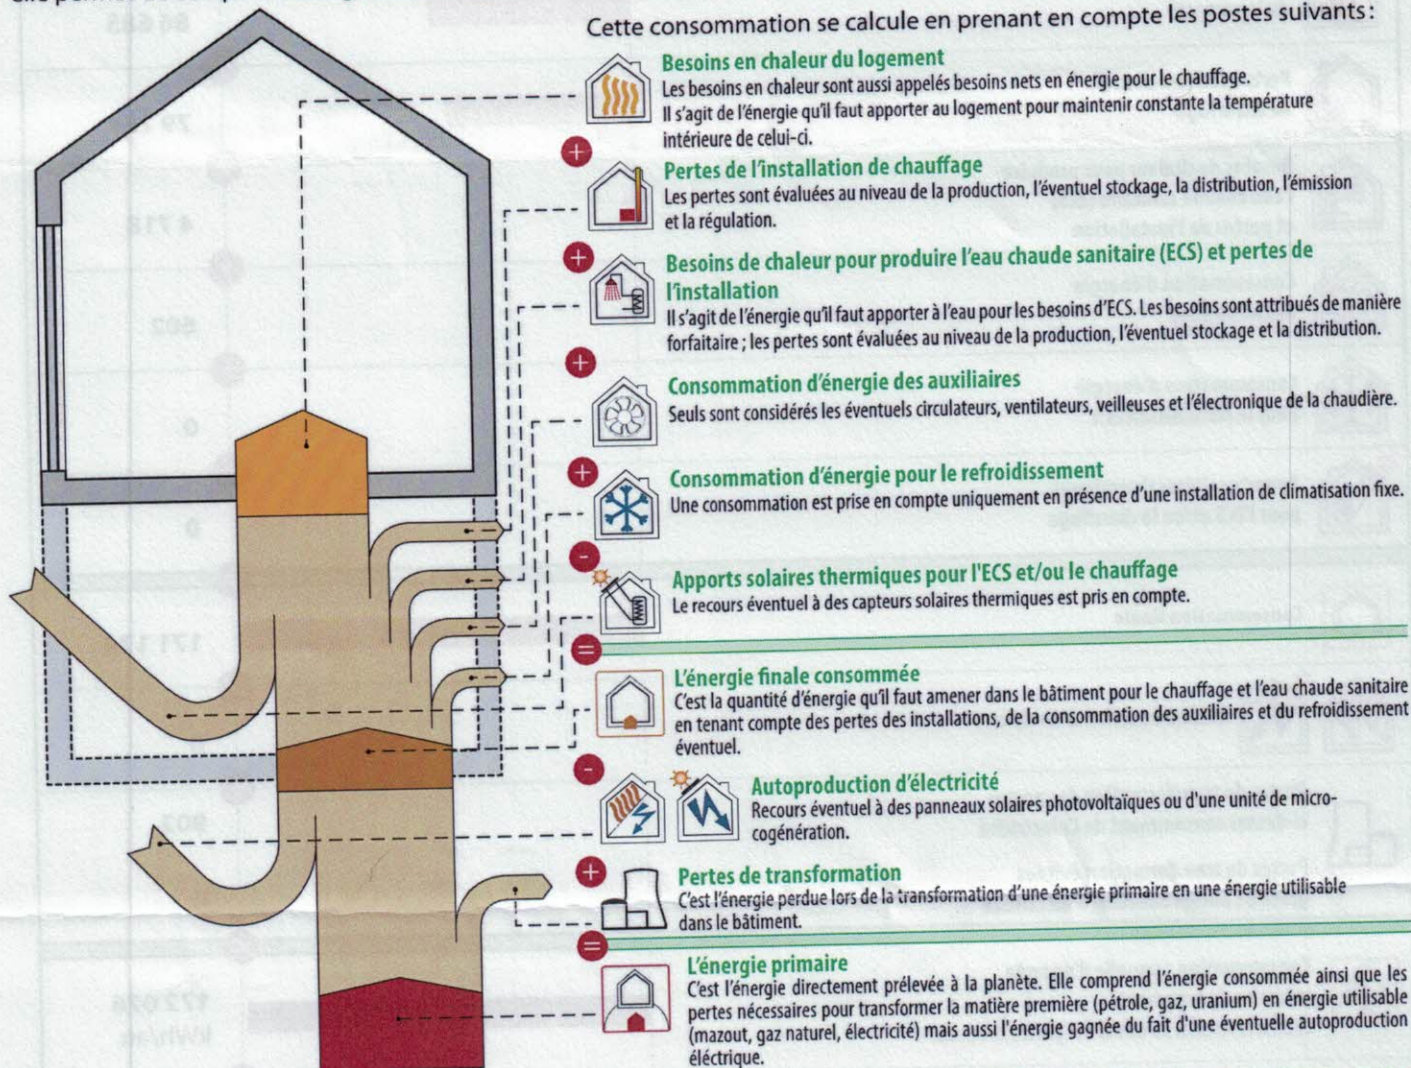 Cette consommation se calcule en prenant en compte les postes suivants :
Besoins en chaleur du logement
Les besoins en chaleur sont aussi appelés besoins nets en énergie pour le chauffage.
Il s'agit de l'énergie qu'il faut apporter au logement pour maintenir constante la température
intérieure de celui-ci.
+
Pertes de l'installation de chauffage
Les pertes sont évaluées au niveau de la production, l'éventuel stockage, la distribution, l'émission
et la régulation.
+
Besoins de chaleur pour produire l'eau chaude sanitaire (ECS) et pertes de
l'installation
Il s'agit de l'énergie qu'il faut apporter à l'eau pour les besoins d'ECS. Les besoins sont attribués de manière
forfaitaire ; les pertes sont évaluées au niveau de la production, l'éventuel stockage et la distribution.
+
Consommation d'énergie des auxiliaires
Seuls sont considérés les éventuels circulateurs, ventilateurs, veilleuses et l'électronique de la chaudière.
+
Consommation d'énergie pour le refroidissement
Une consommation est prise en compte uniquement en présence d'une installation de climatisation fixe.
-
Apports solaires thermiques pour l'ECS et/ou le chauffage
Le recours éventuel à des capteurs solaires thermiques est pris en compte.
=
L'énergie finale consommée
C'est la quantité d'énergie qu'il faut amener dans le bâtiment pour le chauffage et l'eau chaude sanitaire
en tenant compte des pertes des installations, de la consommation des auxiliaires et du refroidissement
éventuel.
-
Autoproduction d'électricité
Recours éventuel à des panneaux solaires photovoltaïques ou d'une unité de micro-
cogénération.
+
Pertes de transformation
C'est l'énergie perdue lors de la transformation d'une énergie primaire en une énergie utilisable
dans le bâtiment.
=
L'énergie primaire
C'est l'énergie directement prélevée à la planète. Elle comprend l'énergie consommée ainsi que les
pertes nécessaires pour transformer la matière première (pétrole, gaz, uranium) en énergie utilisable
(mazout, gaz naturel, électricité) mais aussi l'énergie gagnée du fait d'une éventuelle autoproduction
éléctrique.